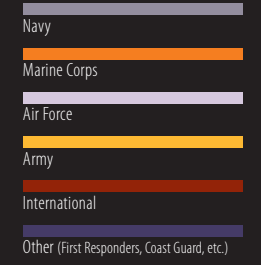 Navy
Marine Corps
Air Force
Army
International
Other (First Responders, Coast Guard, etc.)